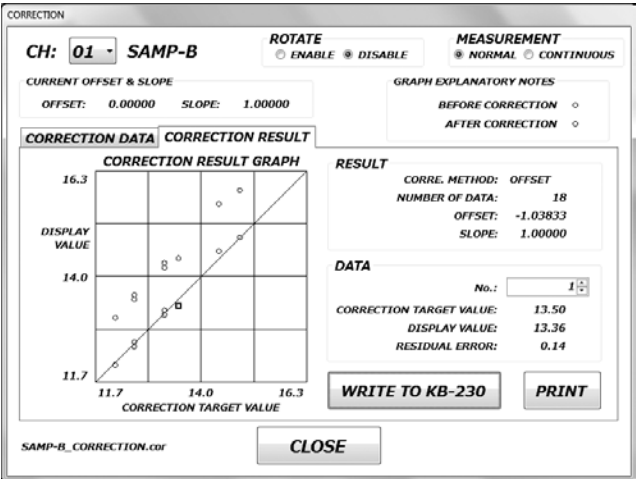 CORRECTION
CH: 01 SAMP-B
ROTATE
ENABLE DISABLE
MEASUREMENT
NORMAL CONTINUOUS
CURRENT OFFSET & SLOPE
OFFSET: 0.00000 SLOPE: 1.00000
GRAPH EXPLANATORY NOTES
BEFORE CORRECTION
AFTER CORRECTION
CORRECTION DATA CORRECTION RESULT
CORRECTION RESULT GRAPH
16.3
DISPLAY
VALUE
14.0
11.7
11.7 14.0 16.3
CORRECTION TARGET VALUE
RESULT
CORRE. METHOD: OFFSET
NUMBER OF DATA: 18
OFFSET: -1.03833
SLOPE: 1.00000
DATA
No.: 1
CORRECTION TARGET VALUE: 13.50
DISPLAY VALUE: 13.36
RESIDUAL ERROR: 0.14
WRITE TO KB-230 PRINT
SAMP-B_CORRECTION.cor
CLOSE